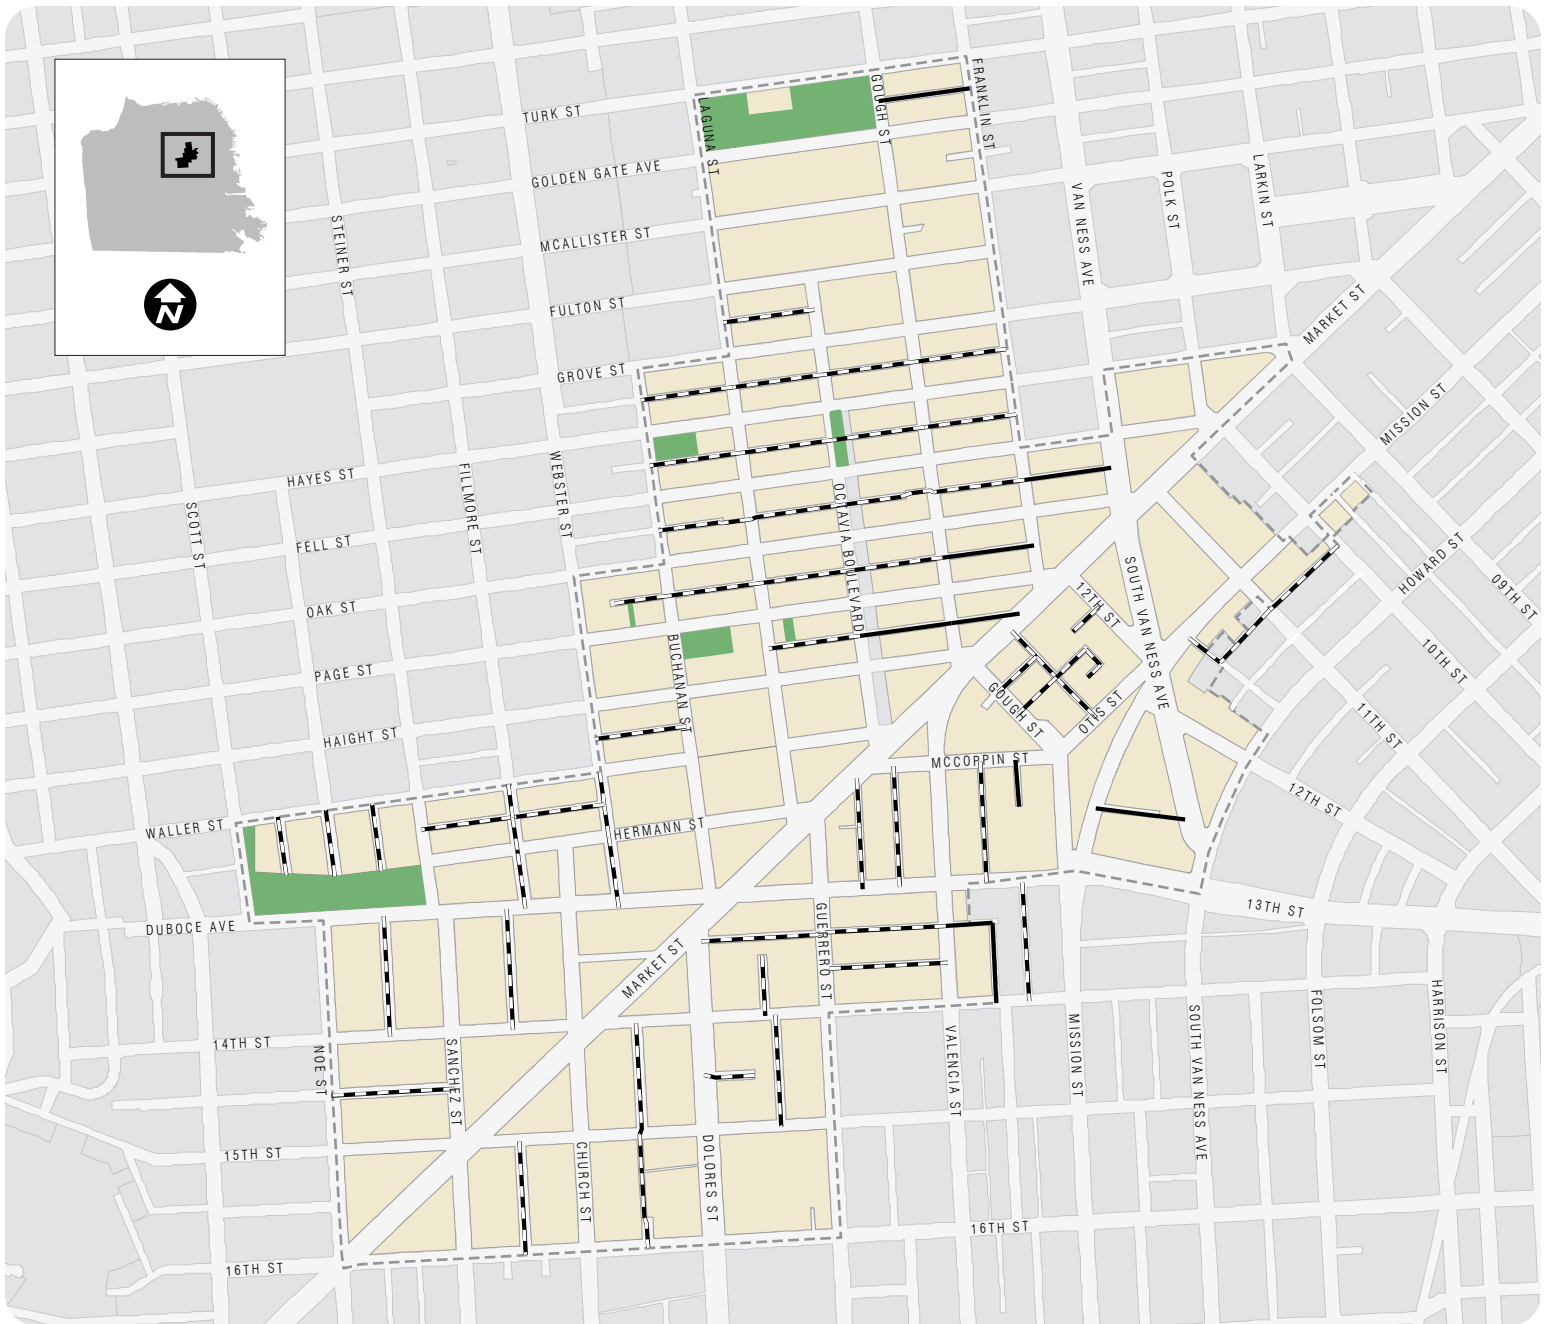 TURK ST
GOUGH ST
FRANKLIN ST
LAGUNA ST
GOLDEN GATE AVE
VAN NESS AVE
POLK ST
LARKIN ST
STEINER ST
MCALLISTER ST
N
FULTON ST
MARKET ST
GROVE ST
MISSION ST
HAYES ST
FILLMORE ST
WEBSTER ST
OCTAVIA BOULEVARD
SCOTT ST
FELL ST
HOWARD ST
09TH ST
SOUTH VAN NESS AVE
12TH ST
OAK ST
BUCHANAN ST
10TH ST
PAGE ST
GOUGH ST
OTIS ST
11TH ST
HAIGHT ST
MCCOPPIN ST
12TH ST
WALLER ST
HERMANN ST
GUERRERO ST
13TH ST
DUBOCE AVE
MARKET ST
FOLSOM ST
HARRISON ST
SOUTH VAN NESS AVE
MISSION ST
VALENCIA ST
14TH ST
NOE ST
SANCHEZ ST
DOLORES ST
CHURCH ST
15TH ST
16TH ST
16TH ST